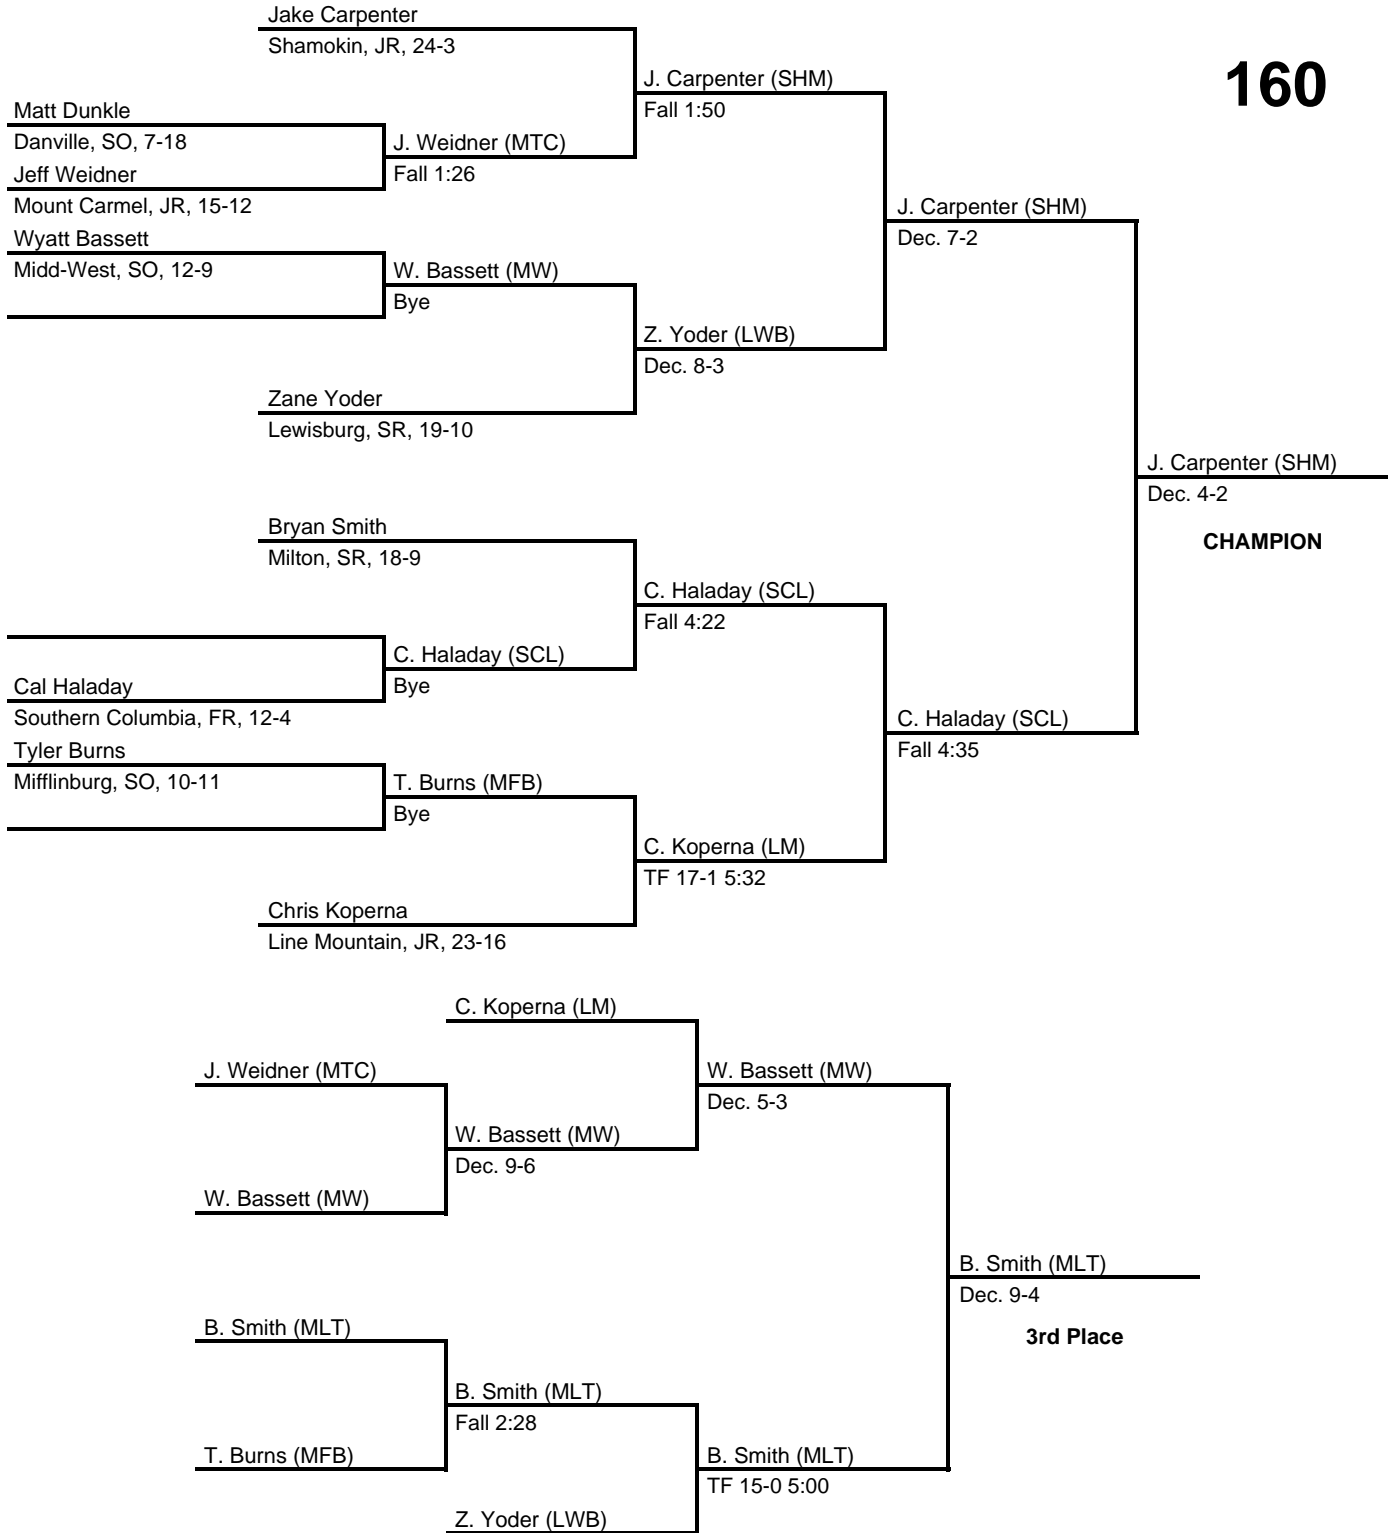 Jake Carpenter
Shamokin, JR, 24-3
160
J. Carpenter (SHM)
Fall 1:50
Matt Dunkle
Danville, SO, 7-18
J. Weidner (MTC)
Fall 1:26
Jeff Weidner
Mount Carmel, JR, 15-12
J. Carpenter (SHM)
Dec. 7-2
Wyatt Bassett
Midd-West, SO, 12-9
W. Bassett (MW)
Bye
Z. Yoder (LWB)
Dec. 8-3
Zane Yoder
Lewisburg, SR, 19-10
J. Carpenter (SHM)
Dec. 4-2
CHAMPION
Bryan Smith
Milton, SR, 18-9
C. Haladay (SCL)
Fall 4:22
C. Haladay (SCL)
Bye
Cal Haladay
Southern Columbia, FR, 12-4
C. Haladay (SCL)
Fall 4:35
Tyler Burns
Mifflinburg, SO, 10-11
T. Burns (MFB)
Bye
C. Koperna (LM)
TF 17-1 5:32
Chris Koperna
Line Mountain, JR, 23-16
C. Koperna (LM)
J. Weidner (MTC)
W. Bassett (MW)
Dec. 5-3
W. Bassett (MW)
Dec. 9-6
W. Bassett (MW)
B. Smith (MLT)
Dec. 9-4
3rd Place
B. Smith (MLT)
B. Smith (MLT)
Fall 2:28
T. Burns (MFB)
B. Smith (MLT)
TF 15-0 5:00
Z. Yoder (LWB)